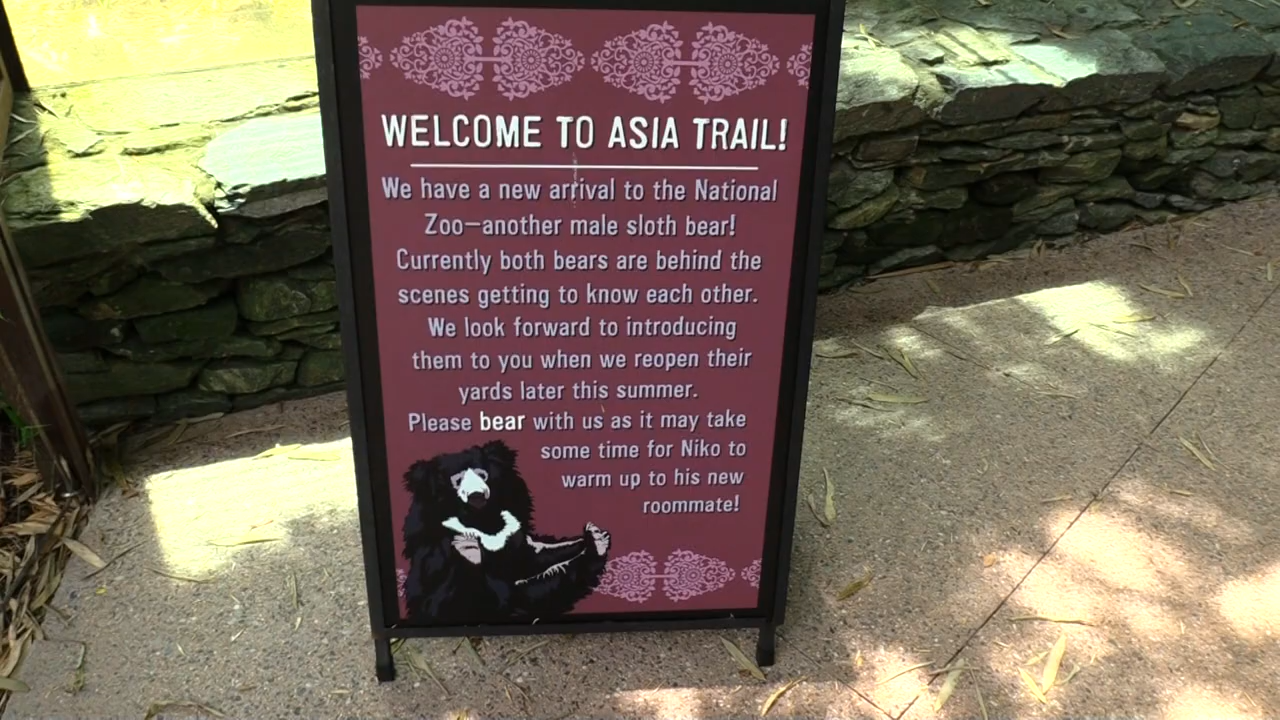 WELCOME TO ASIA TRAIL!
We have a new arrival to the National
Zoo—another male sloth bear!
Currently both bears are behind the
scenes getting to know each other.
We look forward to introducing
them to you when we reopen their
yards later this summer.
Please bear with us as it may take
some time for Niko to
warm up to his new
roommate!